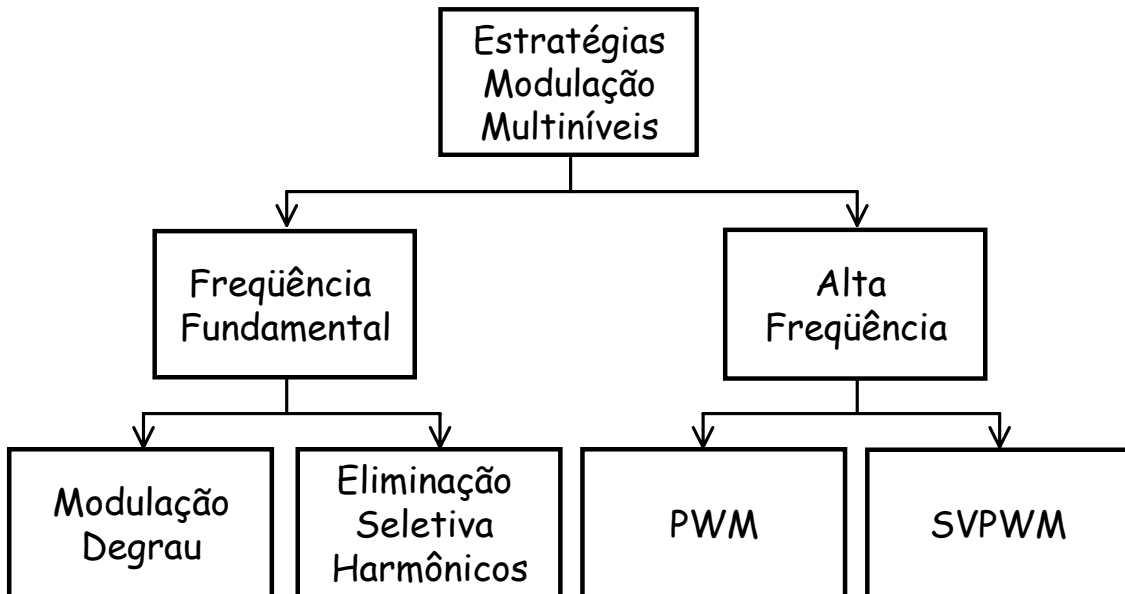 Estratégias
Modulação
Multiníveis
Freqüência
Fundamental
Alta
Freqüência
Modulação
Degrau
Eliminação
Seletiva
Harmônicos
PWM
SVPWM